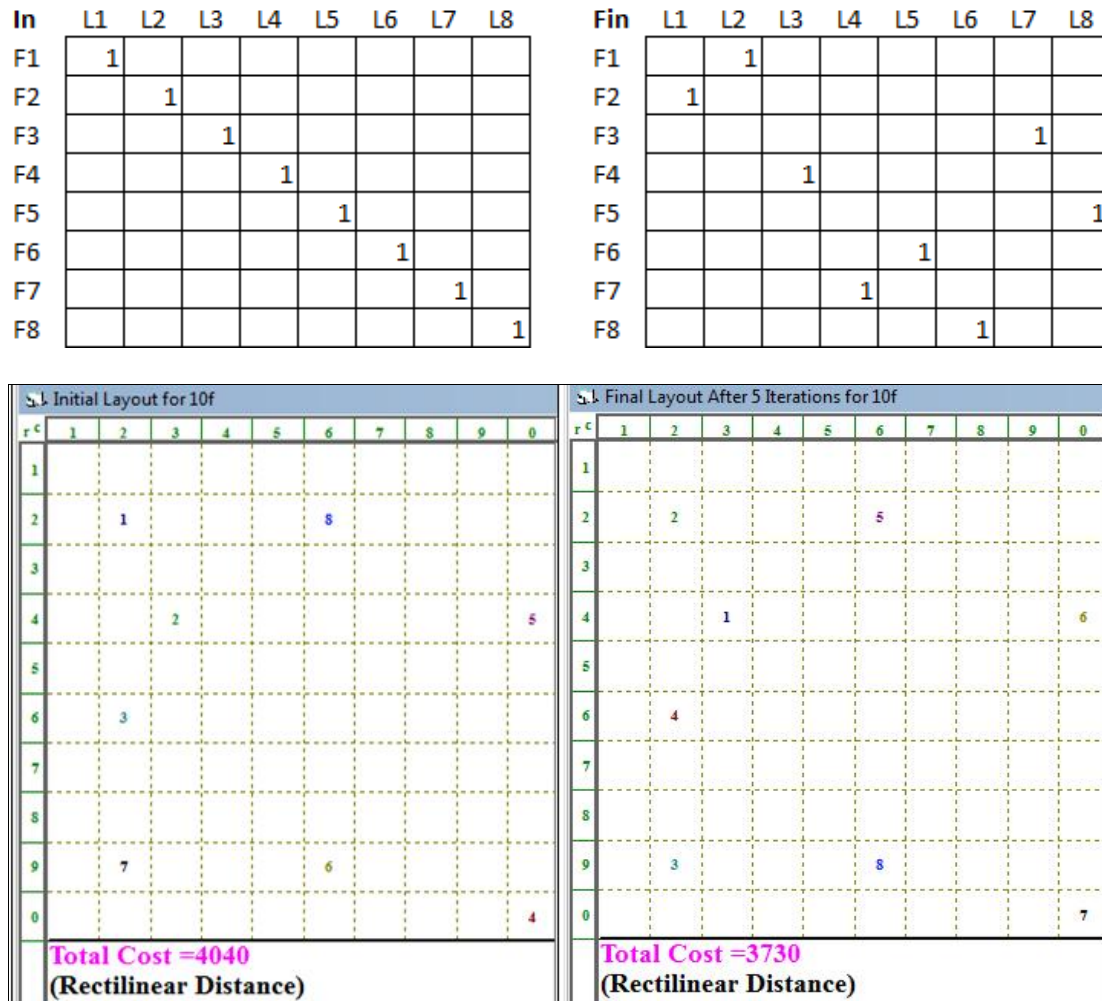 In L1 L2 L3 L4 L5 L6 L7 L8
F1 1
F2 1
F3 1
F4 1
F5 1
F6 1
F7 1
F8 1
Fin L1 L2 L3 L4 L5 L6 L7 L8
F1 1
F2 1
F3 1
F4 1
F5 1
F6 1
F7 1
F8 1
Initial Layout for 10f
r c 1 2 3 4 5 6 7 8 9 0
1
2 1 8
3
4 2 5
5
6 3
7
8
9 7 6
0 4
Total Cost =4040
(Rectilinear Distance)
Final Layout After 5 Iterations for 10f
r c 1 2 3 4 5 6 7 8 9 0
1
2 2 5
3
4 1 6
5
6 4
7
8
9 3 8
0 7
Total Cost =3730
(Rectilinear Distance)